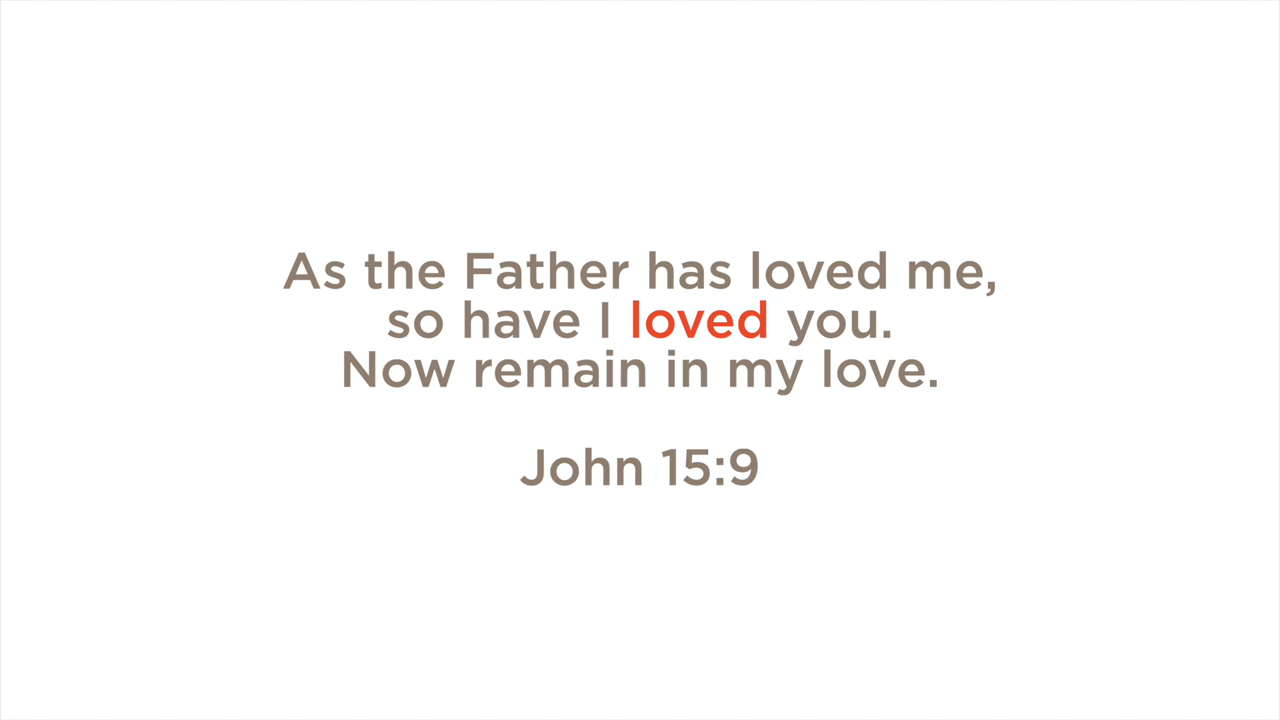 As the Father has loved me,
so have I loved you.
Now remain in my love.
John 15:9